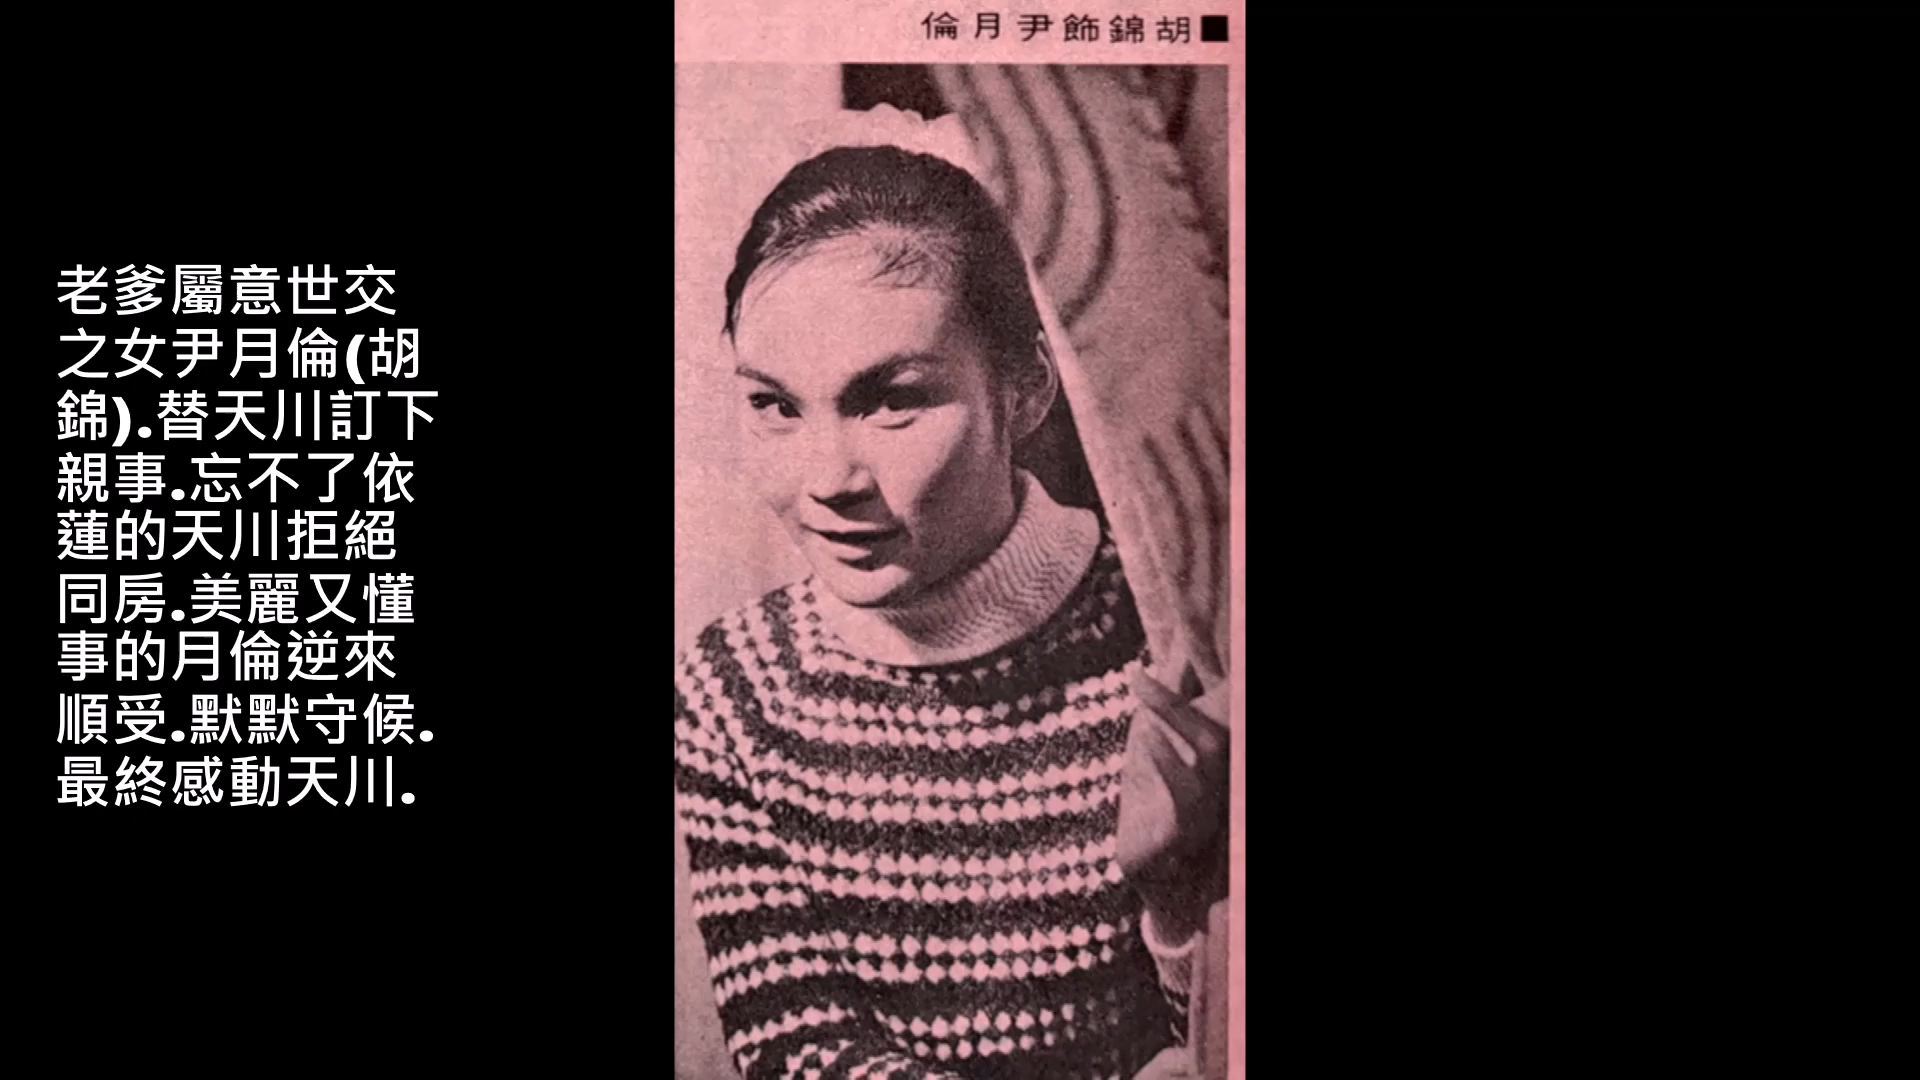 ■胡錦飾尹月倫
老爹屬意世交
之女尹月倫(胡
錦).替天川訂下
親事.忘不了依
蓮的天川拒絕
同房.美麗又懂
事的月倫逆來
順受.默默守候.
最終感動天川.